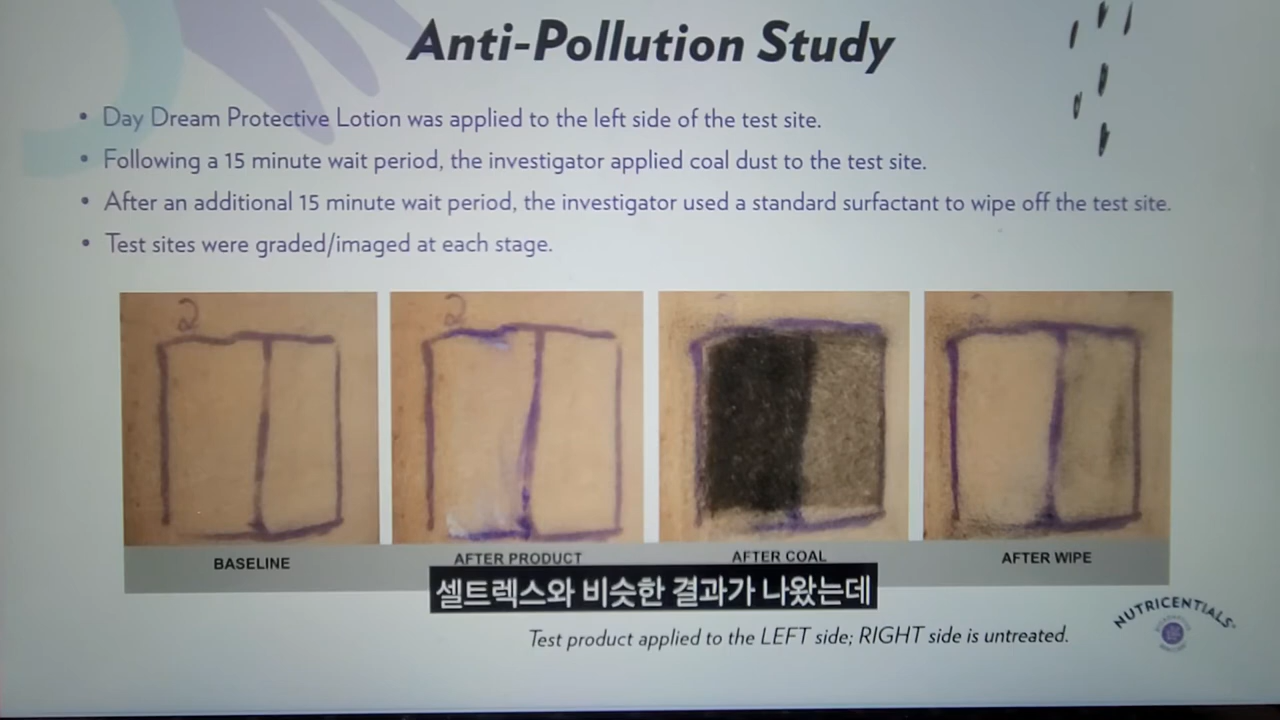 Anti-Pollution Study
• Day Dream Protective Lotion was applied to the left side of the test site.
• Following a 15 minute wait period, the investigator applied coal dust to the test site.
• After an additional 15 minute wait period, the investigator used a standard surfactant to wipe off the test site.
• Test sites were graded/imaged at each stage.
2
2
2
2
BASELINE
AFTER PRODUCT
AFTER COAL
AFTER WIPE
셀트렉스와 비슷한 결과가 나왔는데
Test product applied to the LEFT side; RIGHT side is untreated.
NUTRICENTIALS®